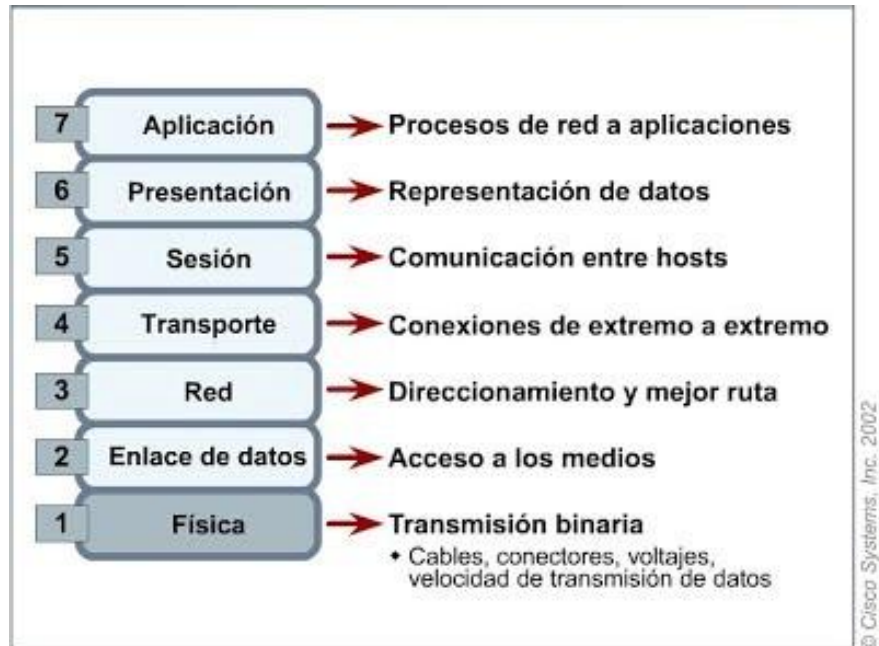 7 Aplicación Procesos de red a aplicaciones
6 Presentación Representación de datos
5 Sesión Comunicación entre hosts
4 Transporte Conexiones de extremo a extremo
3 Red Direccionamiento y mejor ruta
2 Enlace de datos Acceso a los medios
1 Física Transmisión binaria
• Cables, conectores, voltajes,
velocidad de transmisión de datos
© Cisco Systems, Inc. 2002